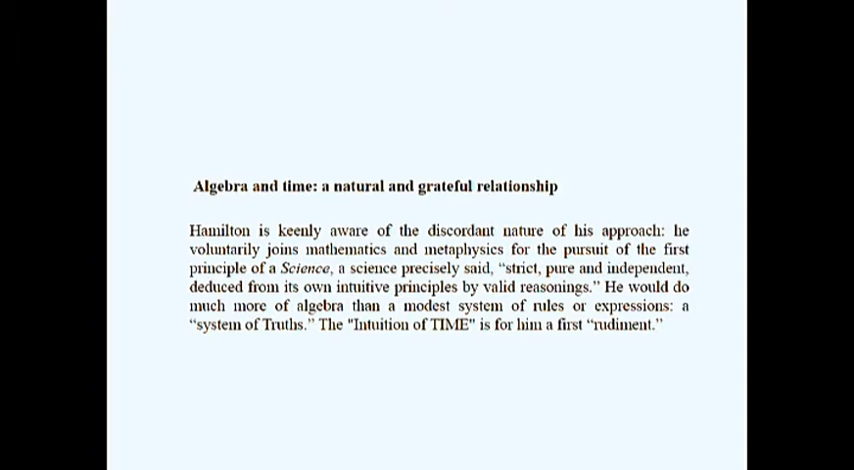 Algebra and time: a natural and grateful relationship
Hamilton is keenly aware of the discordant nature of his approach: he
voluntarily joins mathematics and metaphysics for the pursuit of the first
principle of a Science, a science precisely said, “strict, pure and independent,
deduced from its own intuitive principles by valid reasonings.” He would do
much more of algebra than a modest system of rules or expressions: a
“system of Truths.” The "Intuition of TIME" is for him a first “rudiment.”